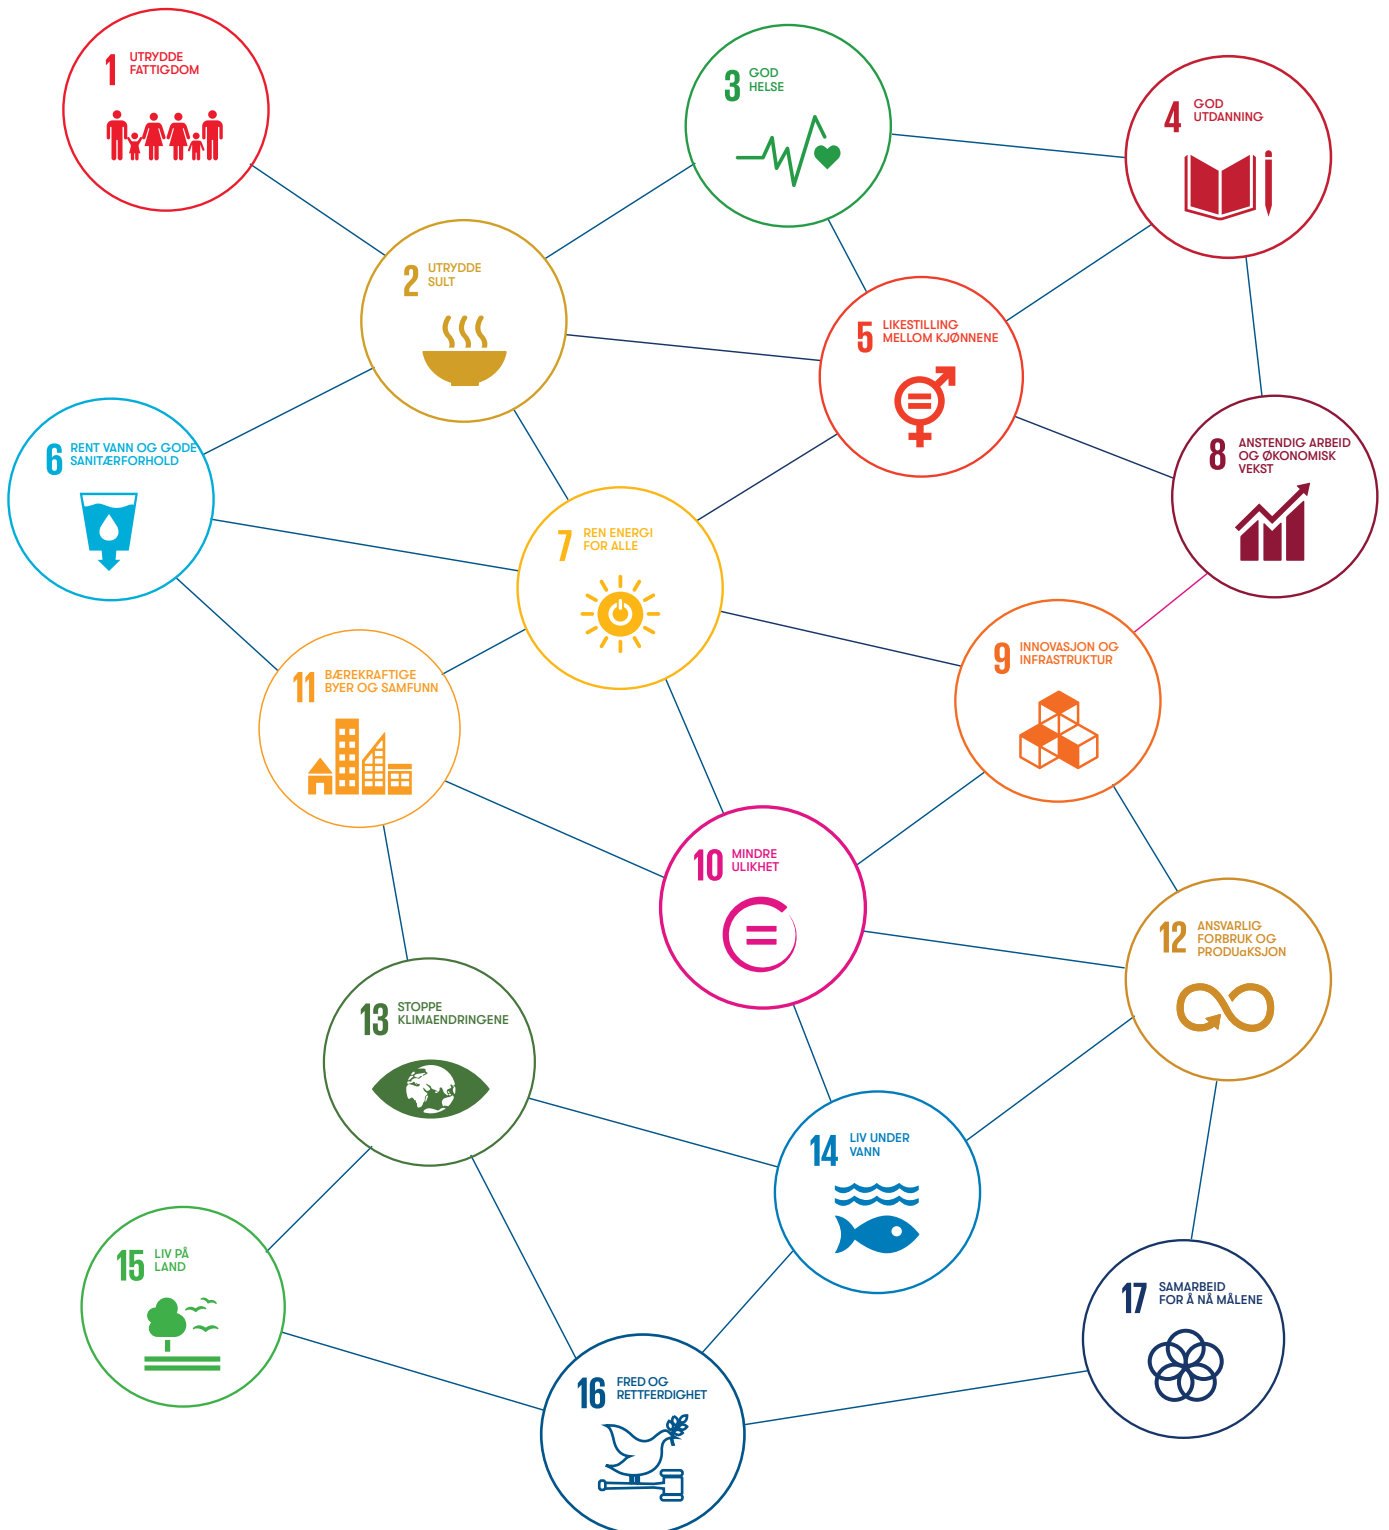 1 UTRYDDE
FATTIGDOM
3 GOD
HELSE
4 GOD
UTDANNING
2 UTRYDDE
SULT
5 LIKESTILLING
MELLOM KJØNNENE
6 RENT VANN OG GODE
SANITÆRFORHOLD
8 ANSTENDIG ARBEID
OG ØKONOMISK
VEKST
7 REN ENERGI
FOR ALLE
9 INNOVASJON OG
INFRASTRUKTUR
11 BÆREKRAFTIGE
BYER OG SAMFUNN
10 MINDRE
ULIKHET
12 ANSVARLIG
FORBRUK OG
PRODUaKSJON
13 STOPPE
KLIMAENDRINGENE
14 LIV UNDER
VANN
15 LIV PÅ
LAND
17 SAMARBEID
FOR Å NÅ MÅLENE
16 FRED OG
RETTFERDIGHET